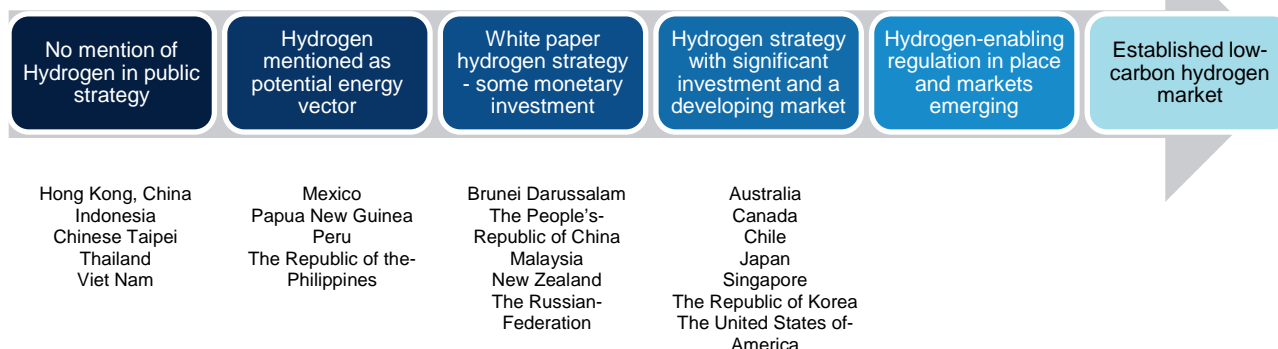 No mention of
Hydrogen in public
strategy
Hydrogen
mentioned as
potential energy
vector
White paper
hydrogen strategy
- some monetary
investment
Hydrogen strategy
with significant
investment and a
developing market
Hydrogen-enabling
regulation in place
and markets
emerging
Established low-
carbon hydrogen
market
Hong Kong, China
Indonesia
Chinese Taipei
Thailand
Viet Nam
Mexico
Papua New Guinea
Peru
The Republic of the-
Philippines
Brunei Darussalam
The People's-
Republic of China
Malaysia
New Zealand
The Russian-
Federation
Australia
Canada
Chile
Japan
Singapore
The Republic of Korea
The United States of-
America